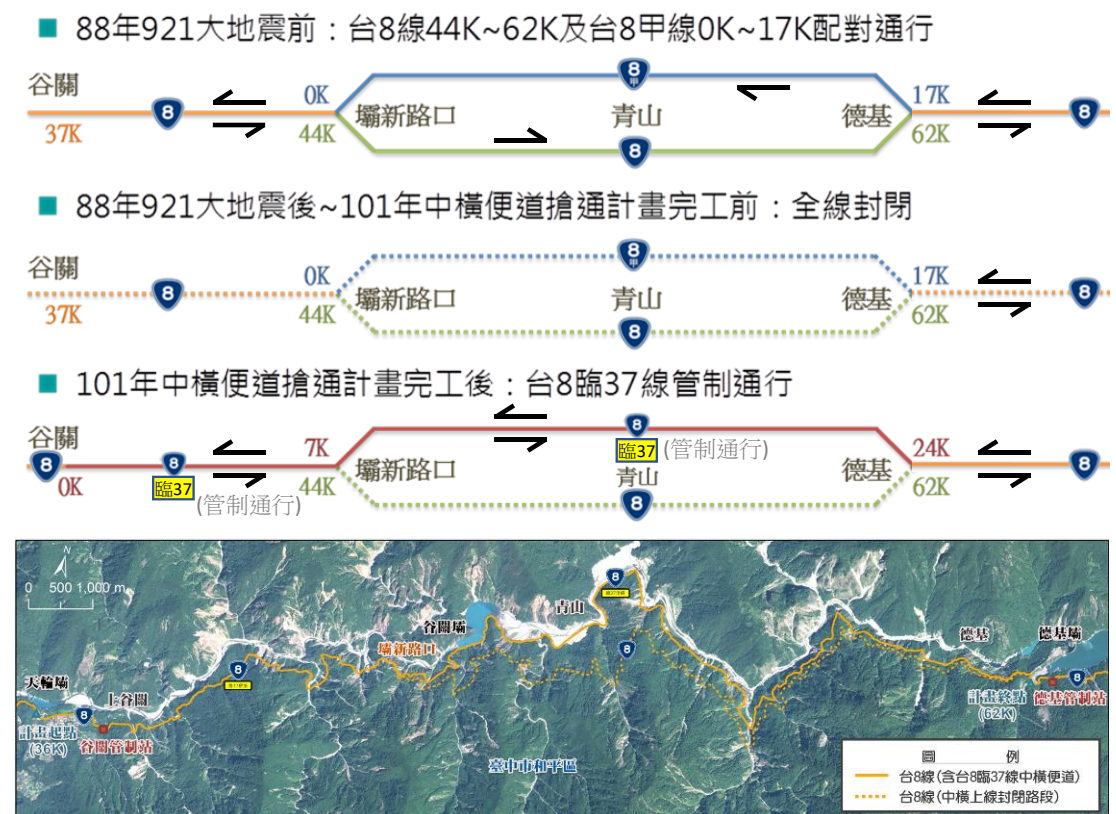 88年921大地震前：台8線44K~62K及台8甲線0K~17K配對通行
谷關
8
37K
0K
44K
壩新路口
8甲
青山
8
德基
17K
62K
8
88年921大地震後~101年中橫便道搶通計畫完工前：全線封閉
谷關
8
37K
0K
44K
壩新路口
8甲
青山
8
德基
17K
62K
8
101年中橫便道搶通計畫完工後：台8臨37線管制通行
谷關
8
0K
8
臨37
(管制通行)
7K
44K
壩新路口
8
臨37 (管制通行)
青山
8
德基
24K
62K
8
N
0 500 1,000 m
天輪壩
上谷關
8
計畫起點
(36K)
谷關管制站
8
壩新路口
谷關壩
青山
8
8
臺中市和平區
德基
德基壩
8
計畫終點
(62K)
德基管制站
圖 例
台8線(含台8臨37線中橫便道)
台8線(中橫上線封閉路段)